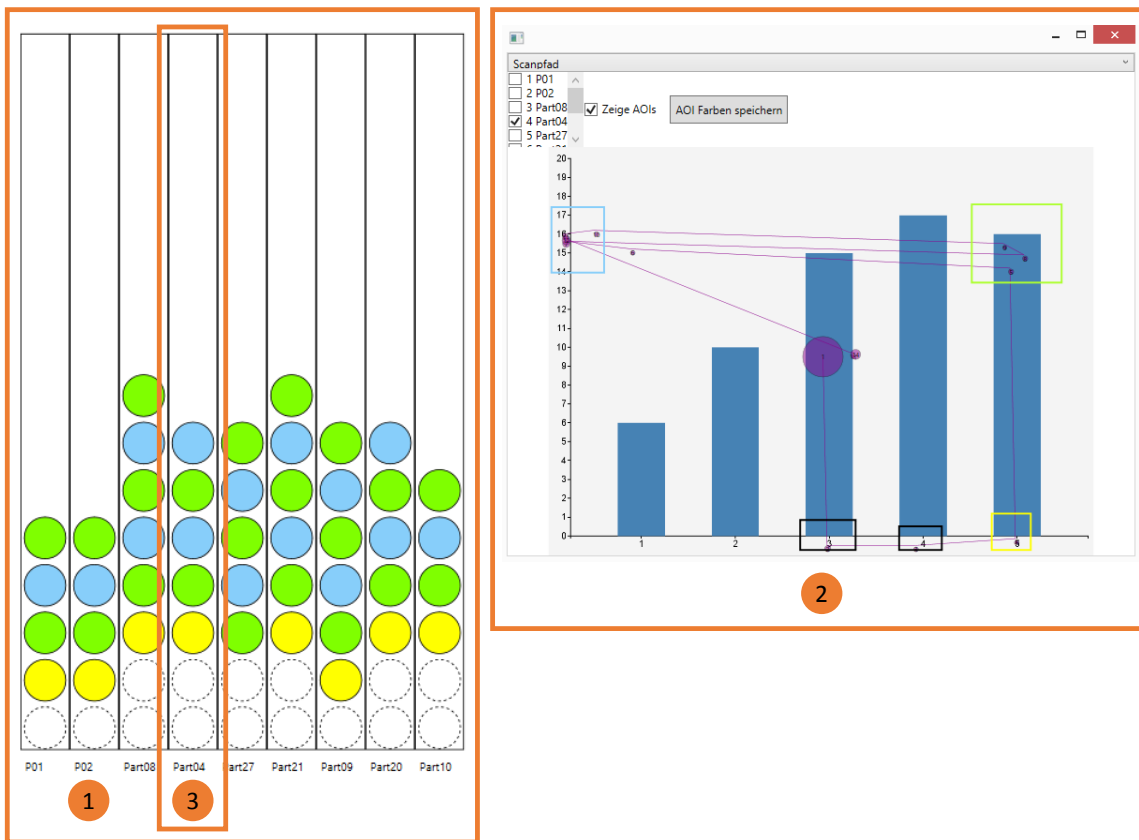 P01 P02 Part08 Part04 Part27 Part21 Part09 Part20 Part10
1
3
Scanpfad
1 P01
2 P02
3 Part08
4 Part04
5 Part27
Zeige AOIs
AOI Farben speichern
20
19
18
17
16
15
14
13
12
11
10
9
8
7
6
5
4
3
2
1
0
1 2 3 4 5
2